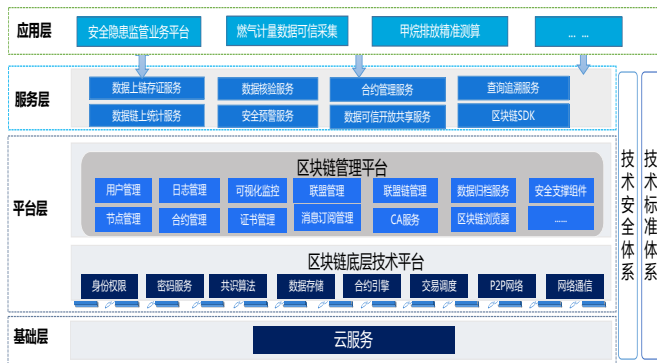 应用层
安全隐患监管业务平台
燃气计量数据可信采集
甲烷排放精准测算
... ...
服务层
数据上链存证服务
数据核验服务
合约管理服务
查询追溯服务
数据链上统计服务
安全预警服务
数据可信开放共享服务
区块链SDK
平台层
区块链管理平台
用户管理
日志管理
可视化监控
联盟管理
联盟链管理
数据归档服务
安全支撑组件
节点管理
合约管理
证书管理
消息订阅管理
CA服务
区块链浏览器
......
区块链底层技术平台
身份权限
密码服务
共识算法
数据存储
合约引擎
交易调度
P2P网络
网络通信
基础层
云服务
技术安全体系
技术标准体系